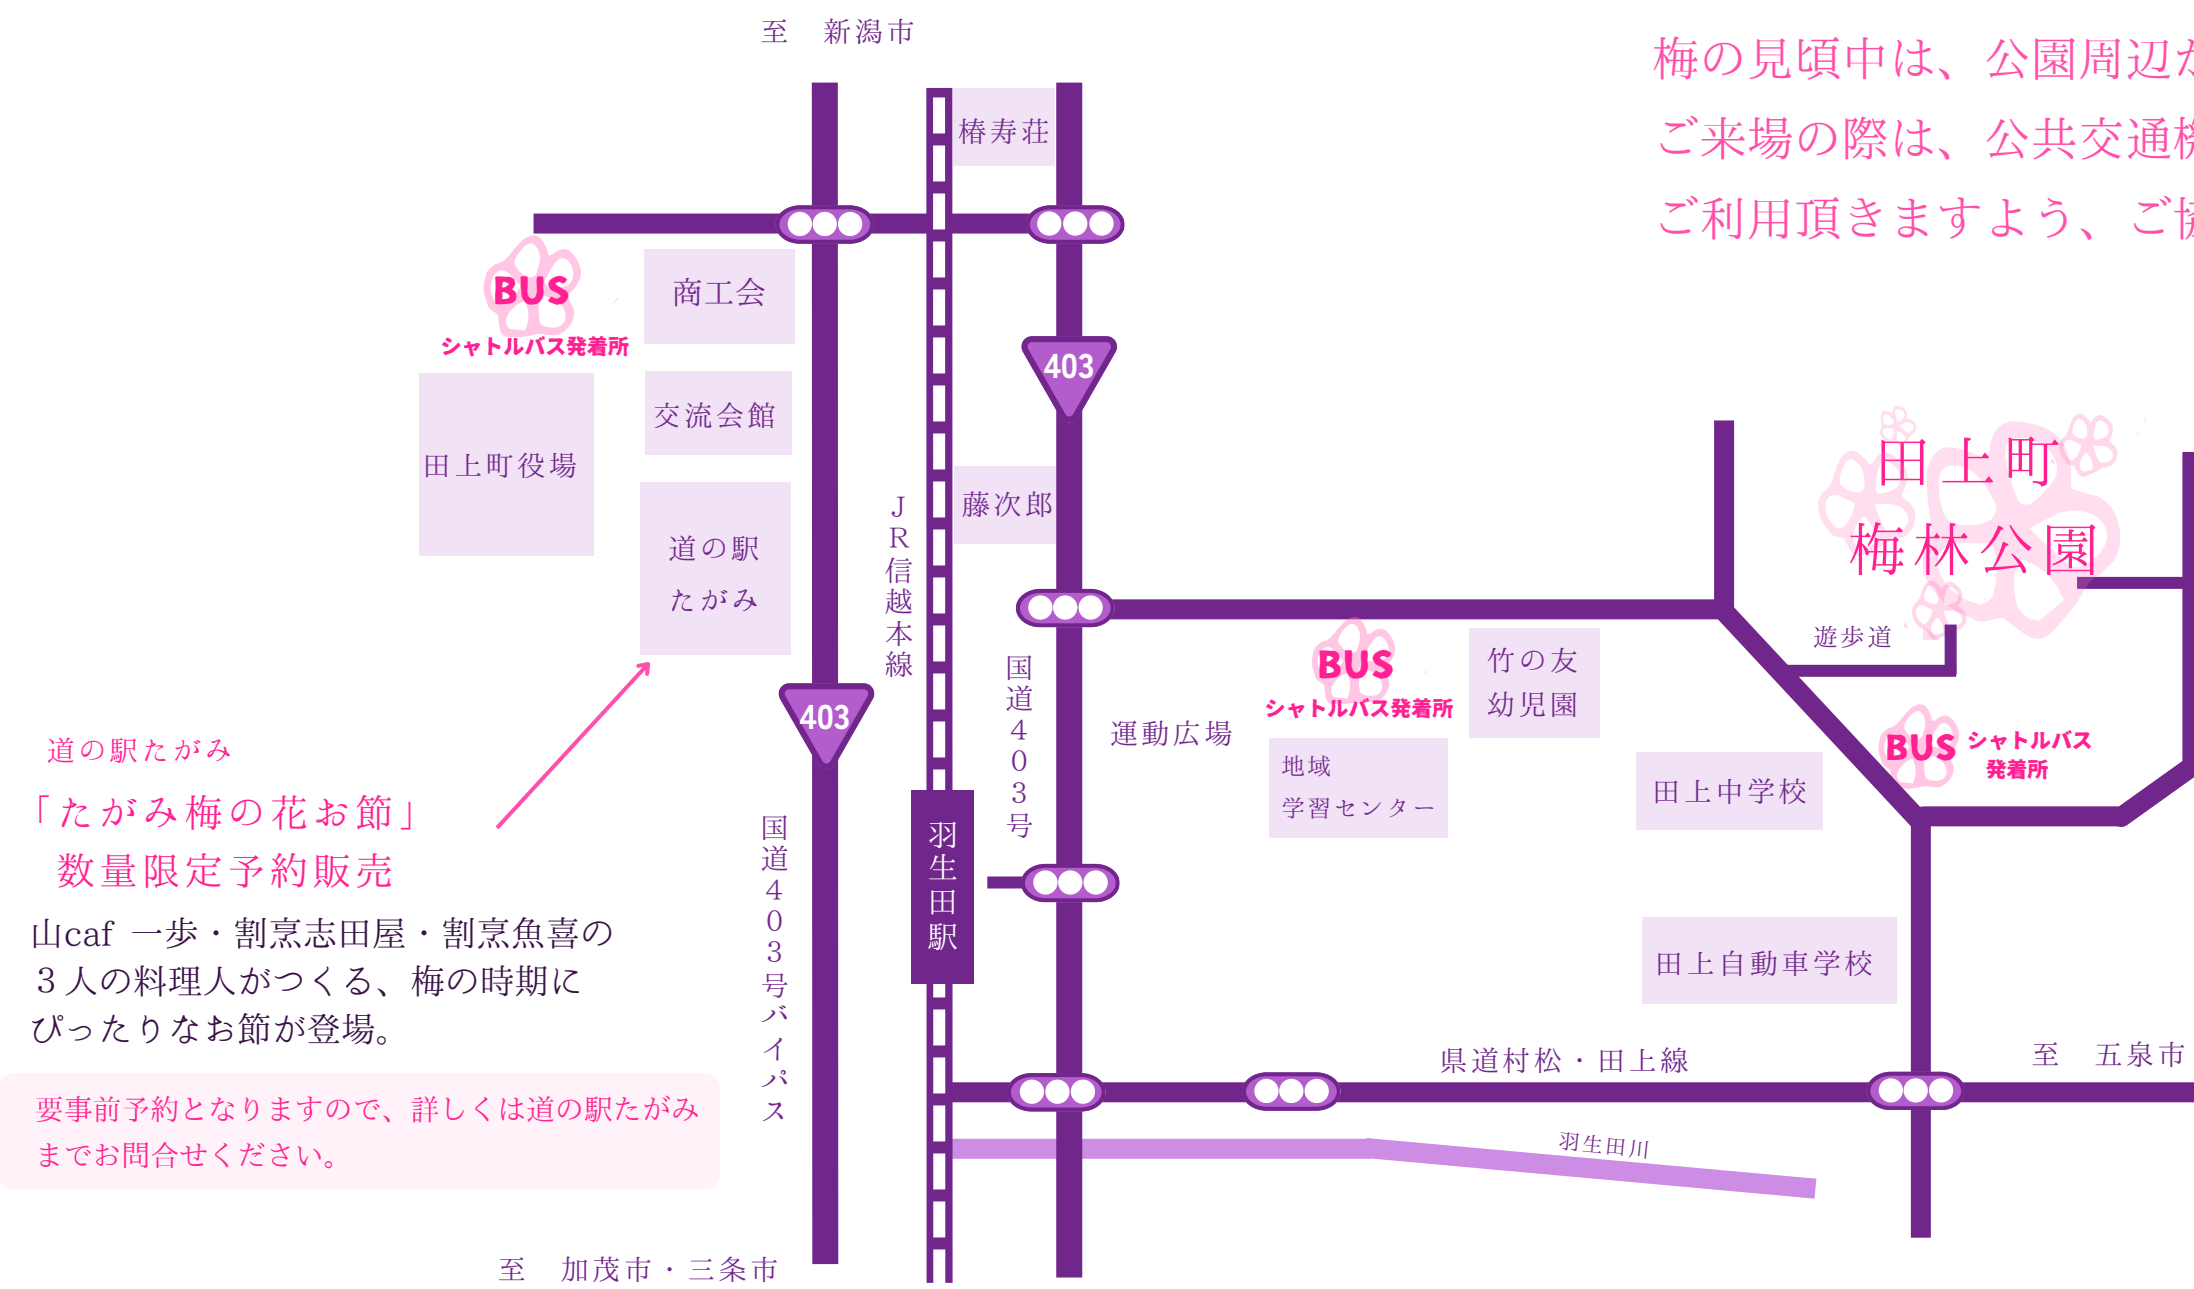 至　新潟市
梅の見頃中は、公園周辺
ご来場の際は、公共交通機
ご利用頂きますよう、ご協
椿寿荘
BUS
シャトルバス発着所
商工会
403
交流会館
田上町役場
田上町
梅林公園
藤次郎
JR信越本線
道の駅
たがみ
遊歩道
国道403号
BUS
シャトルバス発着所
竹の友
幼児園
403
運動広場
BUS
シャトルバス
発着所
地域
学習センター
田上中学校
道の駅たがみ
「たがみ梅の花お節」
数量限定予約販売
国道403号バイパス
羽生田駅
山caf 一歩・割烹志田屋・割烹魚喜の
３人の料理人がつくる、梅の時期に
ぴったりなお節が登場。
田上自動車学校
県道村松・田上線
至　五泉市
要事前予約となりますので、詳しくは道の駅たがみ
までお問合せください。
羽生田川
至　加茂市・三条市